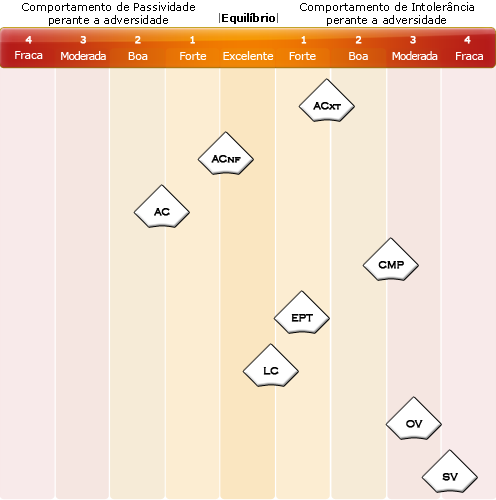 Comportamento de Passividade
perante a adversidade
|Equilíbrio|
Comportamento de Intolerância
perante a adversidade
4 3 2 1 1 2 3 4
Fraca Moderada Boa Forte Excelente Forte Boa Moderada Fraca
ACXT
ACNF
AC
CMP
EPT
LC
OV
SV